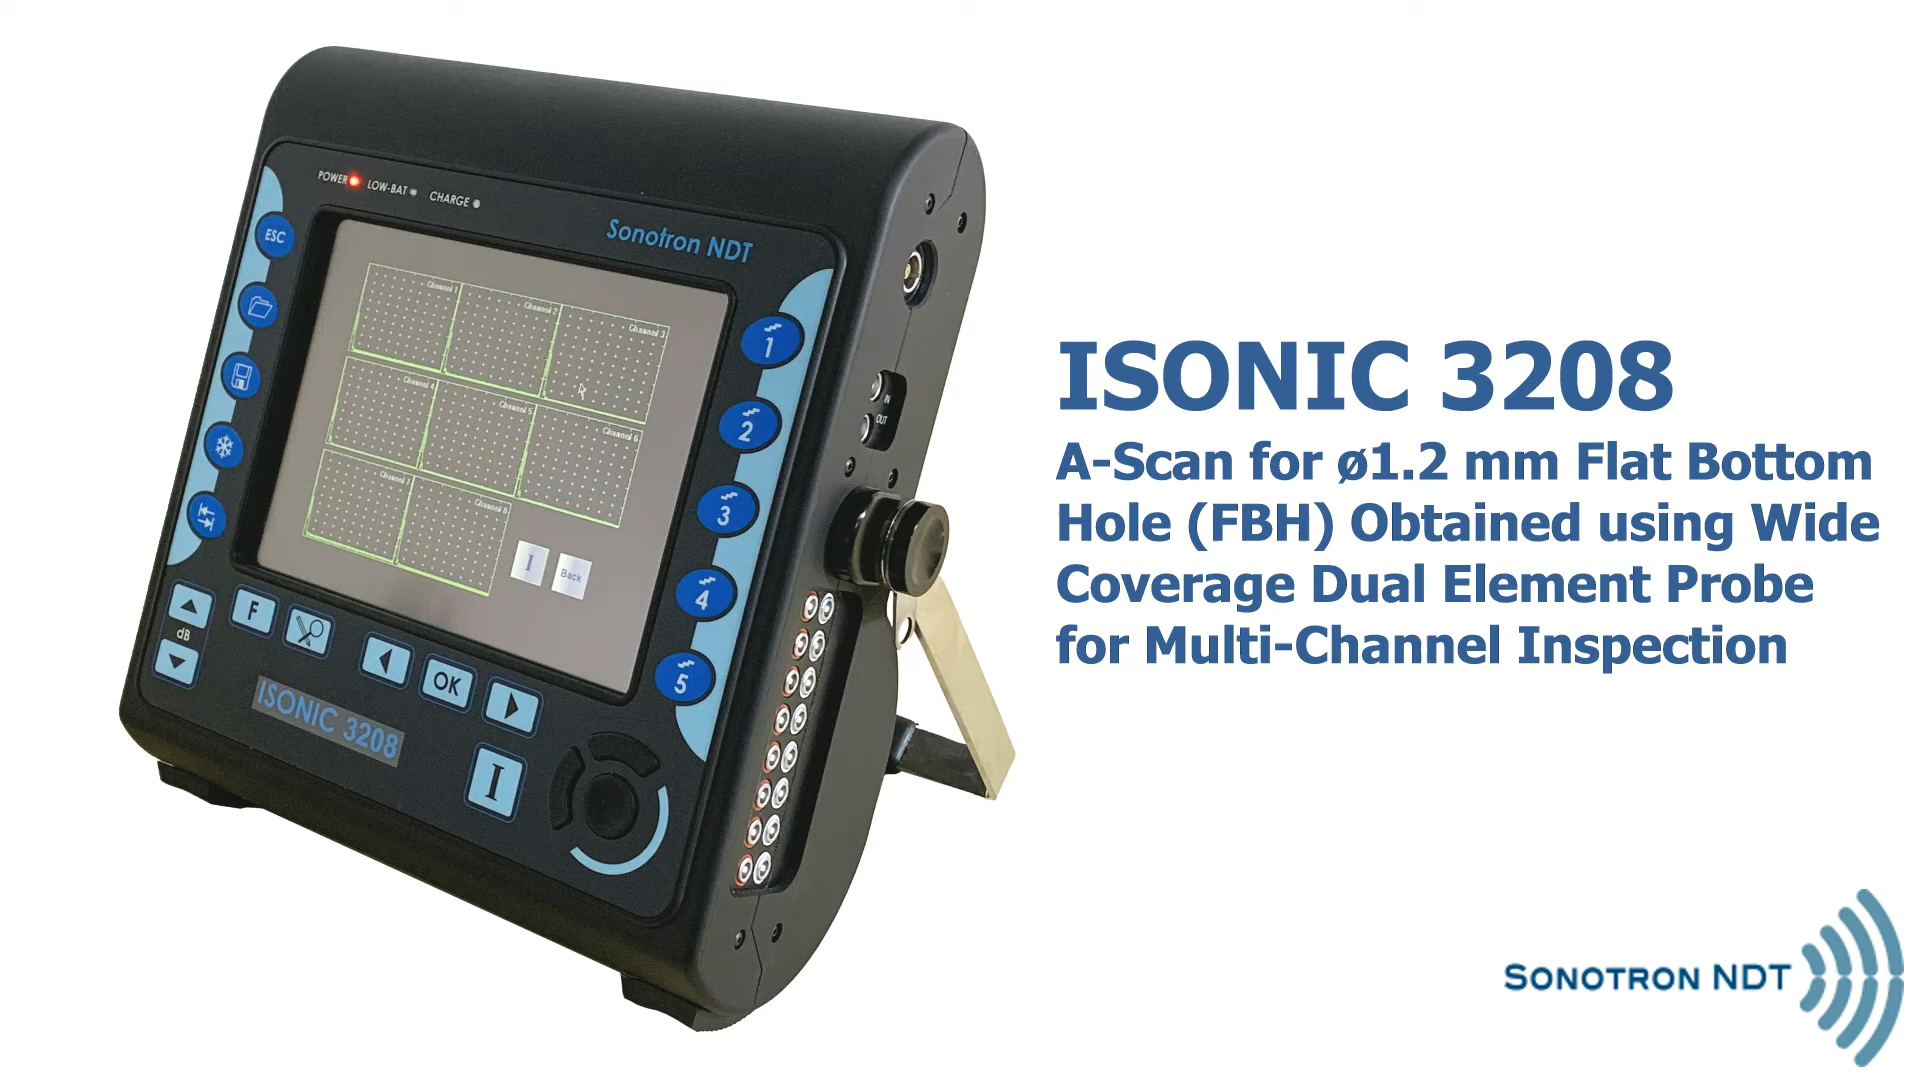 POWER LOW-BAT CHARGE
Sonotron NDT
ESC
Channel 1
Channel 2
Channel 3
Channel 4
Channel 5
Channel 6
Channel 7
Channel 8
I
Back
1
2
3
4
5
IN
OUT
dB
F
OK
I
ISONIC 3208
ISONIC 3208
A-Scan for ø1.2 mm Flat Bottom
Hole (FBH) Obtained using Wide
Coverage Dual Element Probe
for Multi-Channel Inspection
SONOTRON NDT